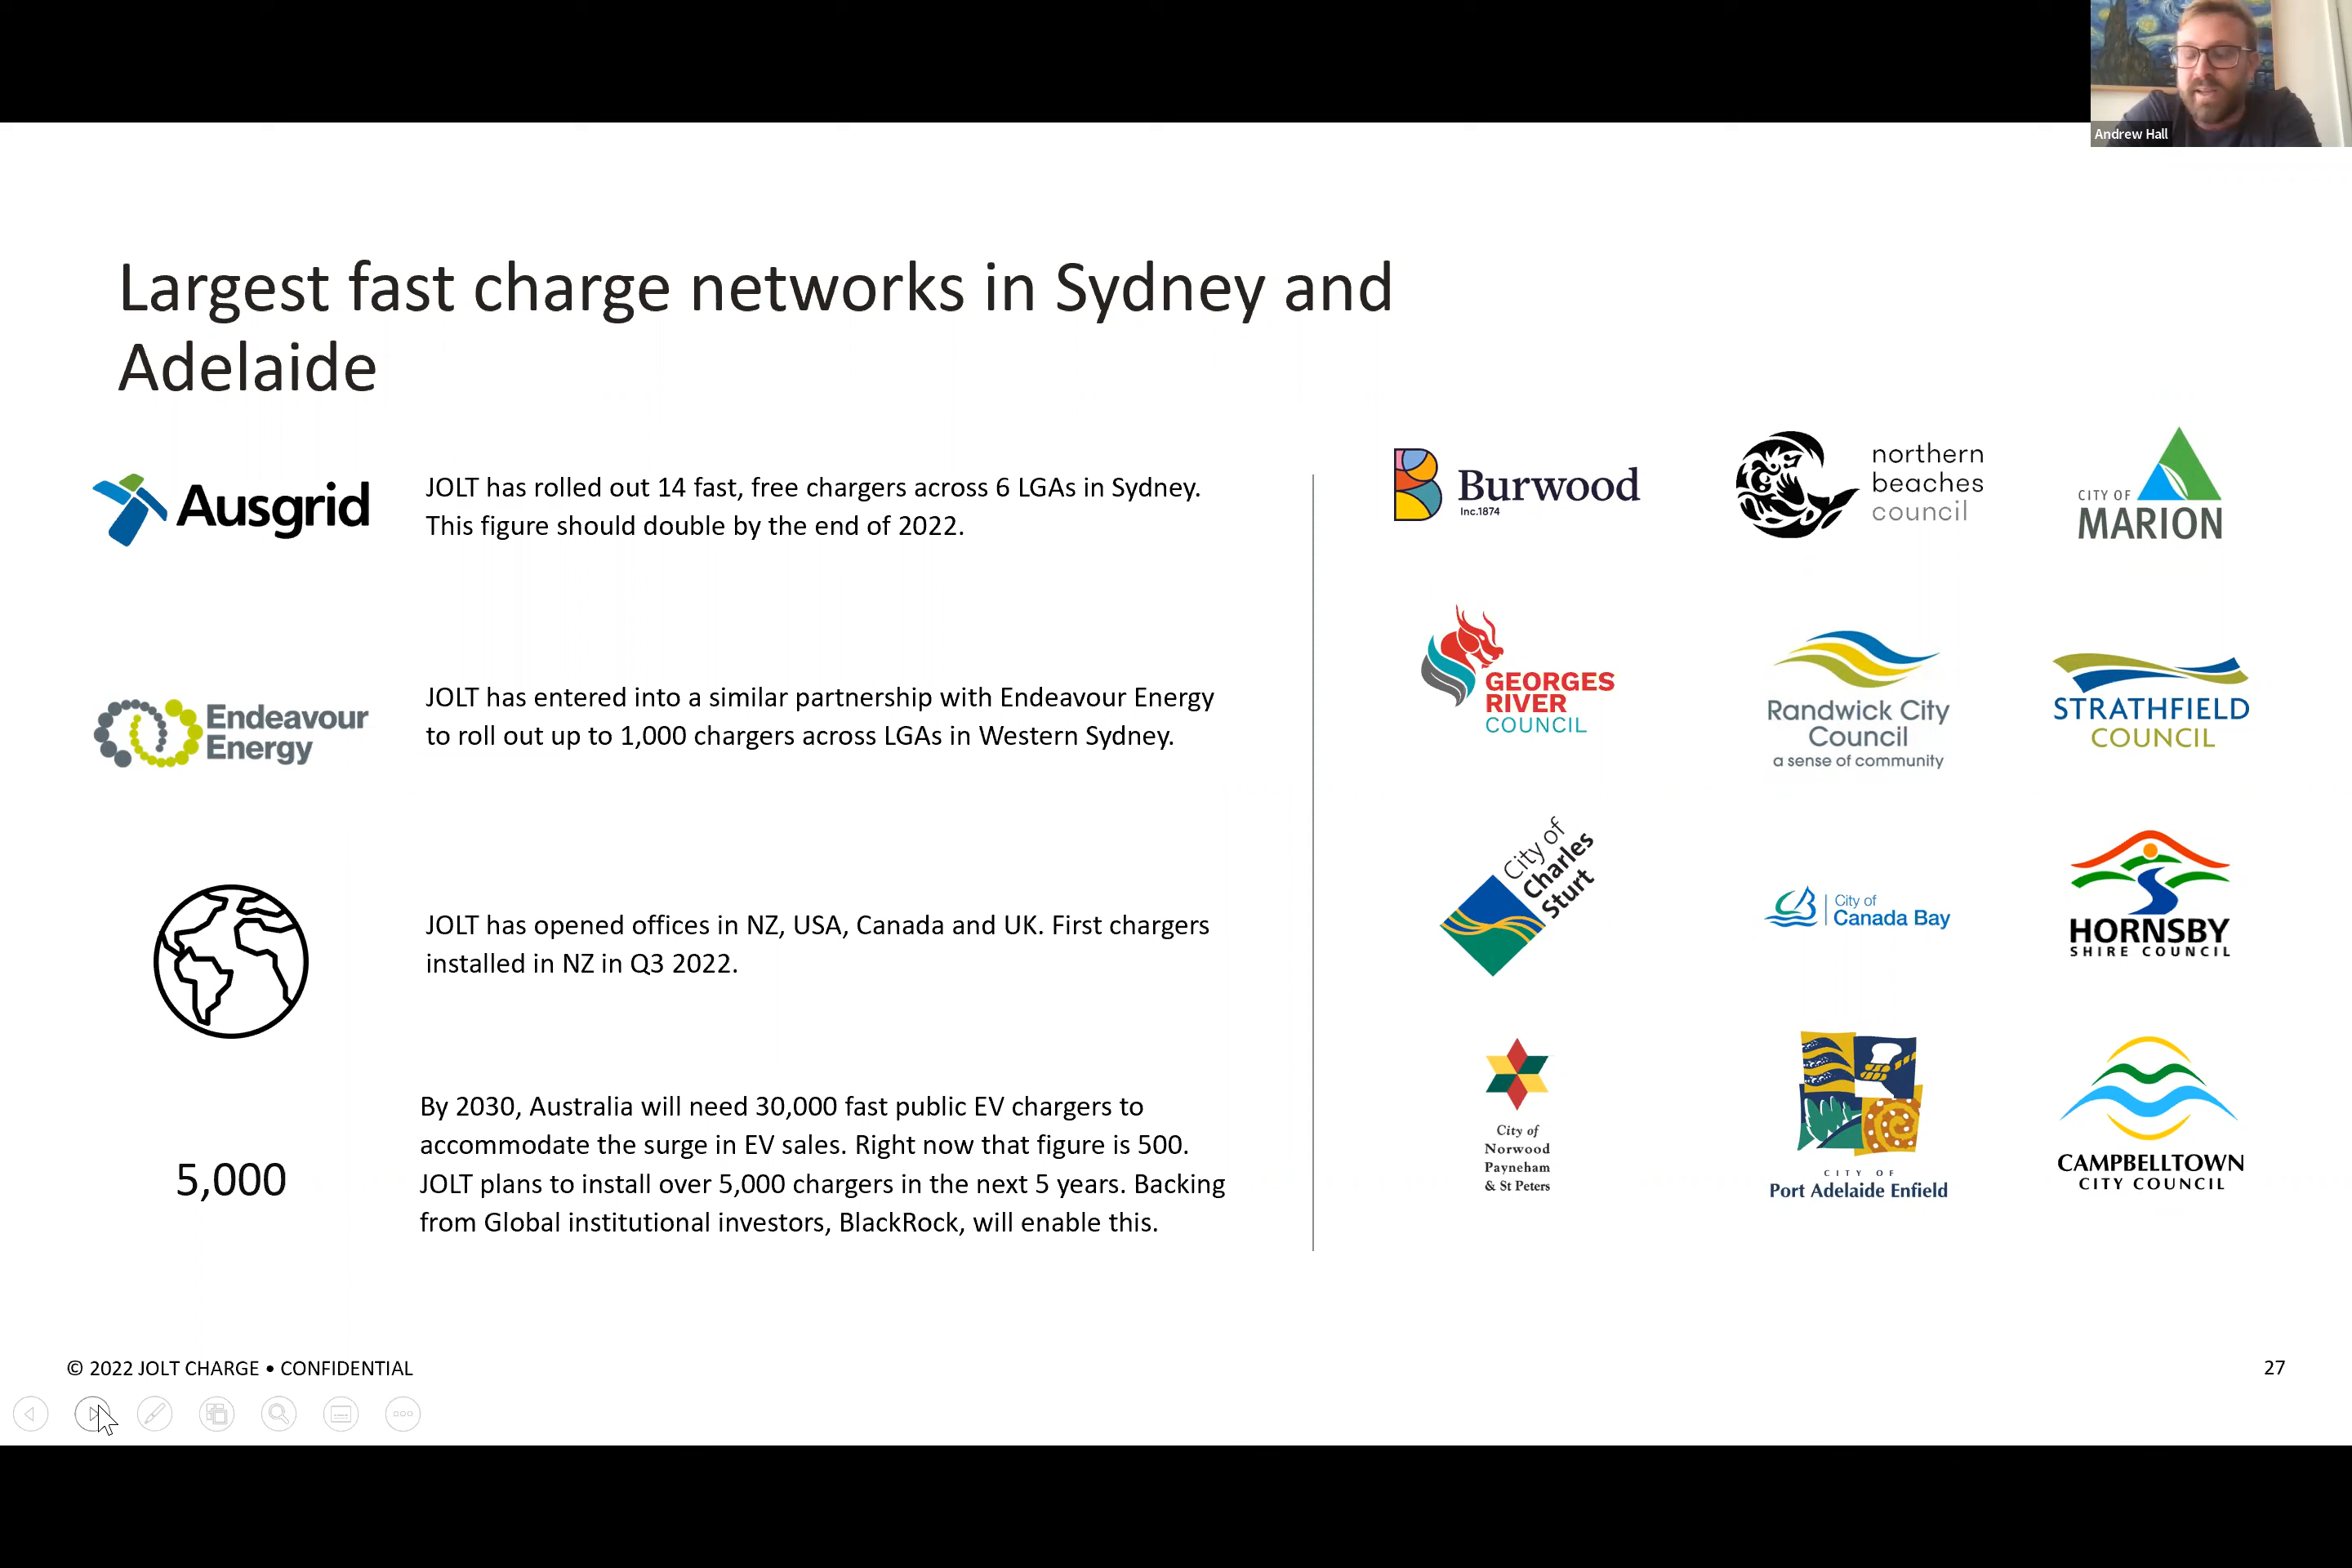 Andrew Hall
Largest fast charge networks in Sydney and
Adelaide
Ausgrid
JOLT has rolled out 14 fast, free chargers across 6 LGAs in Sydney.
This figure should double by the end of 2022.
Endeavour
Energy
JOLT has entered into a similar partnership with Endeavour Energy
to roll out up to 1,000 chargers across LGAs in Western Sydney.
JOLT has opened offices in NZ, USA, Canada and UK. First chargers
installed in NZ in Q3 2022.
5,000
By 2030, Australia will need 30,000 fast public EV chargers to
accommodate the surge in EV sales. Right now that figure is 500.
JOLT plans to install over 5,000 chargers in the next 5 years. Backing
from Global institutional investors, BlackRock, will enable this.
Burwood
Inc.1874
northern
beaches
council
CITY OF
MARION
GEORGES
RIVER
COUNCIL
Randwick City
Council
a sense of community
STRATHFIELD
COUNCIL
City of
Charles
Sturt
City of
Canada Bay
HORNSBY
SHIRE COUNCIL
City of
Norwood
Payneham
& St Peters
CITY OF
Port Adelaide Enfield
CAMPBELLTOWN
CITY COUNCIL
© 2022 JOLT CHARGE • CONFIDENTIAL
27